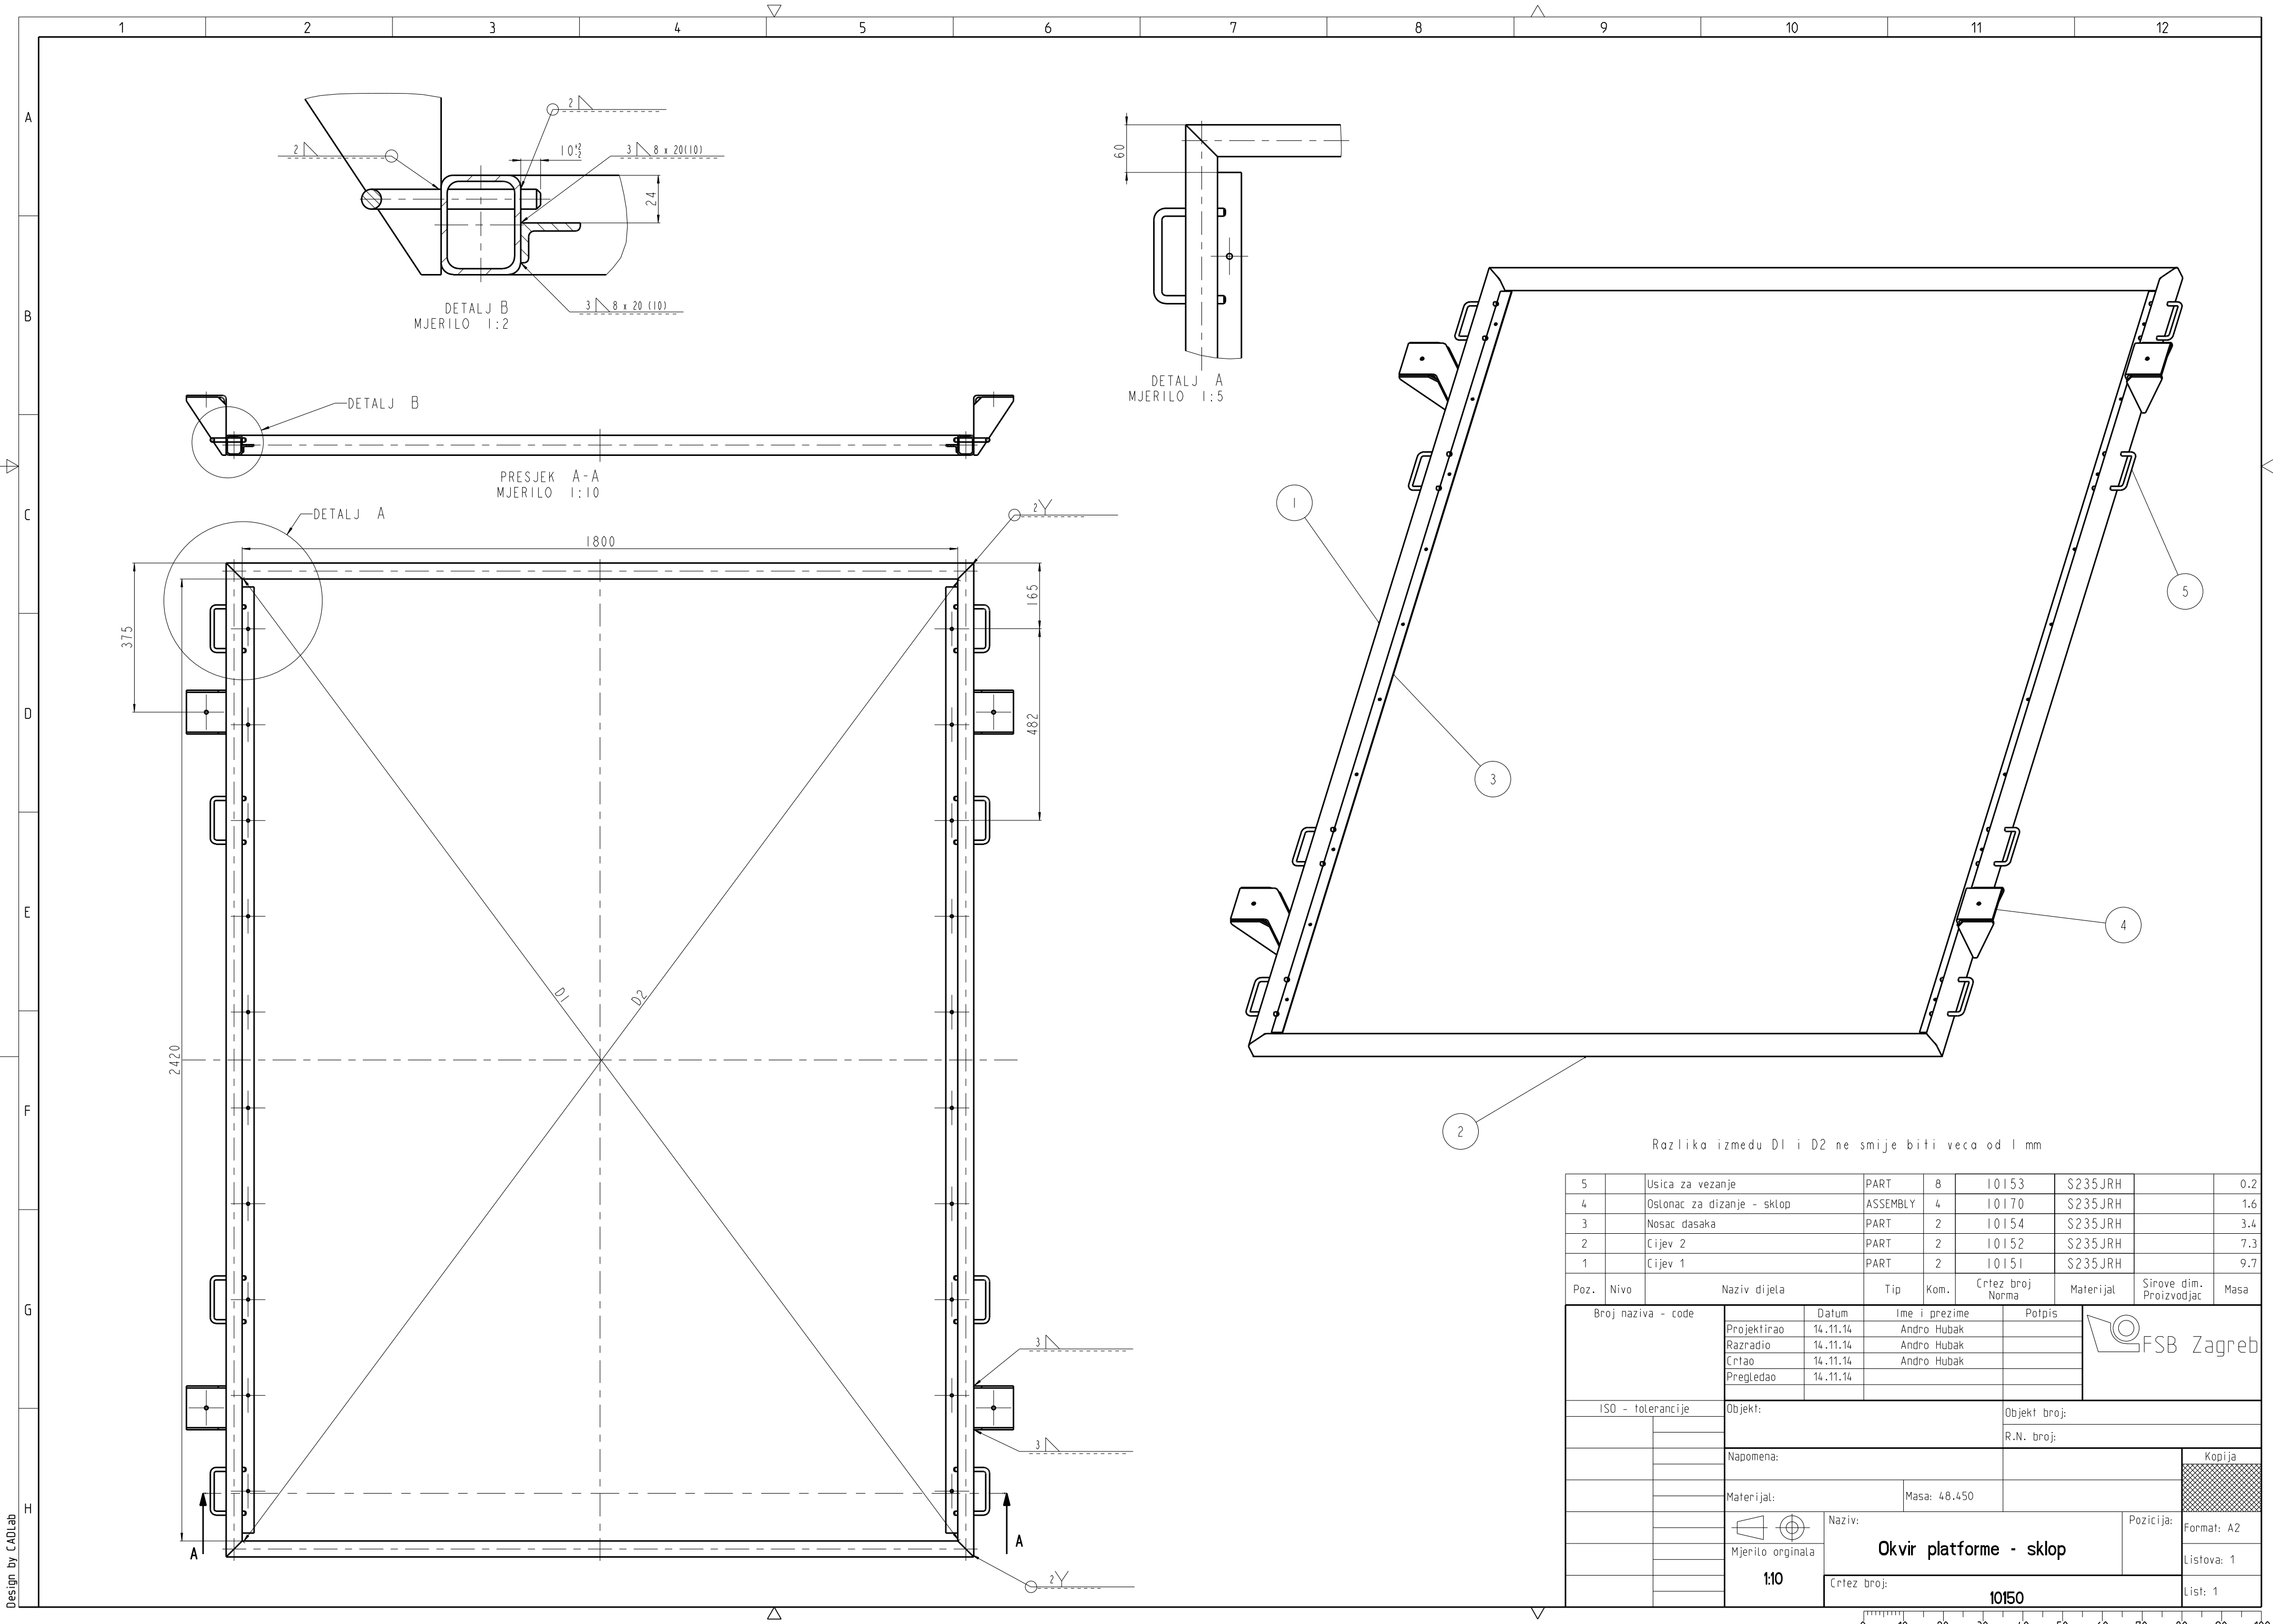 1 2 3 4 5 6 7 8 9 10 11 12
A
B
C
D
E
F
G
H
2
2
10 +2 -2
3 8 x 20(10)
24
3 8 x 20 (10)
DETALJ B
MJERILO 1:2
60
DETALJ A
MJERILO 1:5
DETALJ B
PRESJEK A-A
MJERILO 1:10
DETALJ A
2
1800
165
375
482
D1
D2
2420
3
3
A
A
2
1
5
3
4
2
Razlika izmedu D1 i D2 ne smije biti veca od 1 mm
5 Usica za vezanje PART 8 10153 S235JRH 0.2
4 Oslonac za dizanje - sklop ASSEMBLY 4 10170 S235JRH 1.6
3 Nosac dasaka PART 2 10154 S235JRH 3.4
2 Cijev 2 PART 2 10152 S235JRH 7.3
1 Cijev 1 PART 2 10151 S235JRH 9.7
Poz. Nivo Naziv dijela Tip Kom. Crtez broj Norma Materijal Sirove dim. Proizvodjac Masa
Broj naziva - code
Datum Ime i prezime Potpis
Projektirao 14.11.14 Andro Hubak
Razradio 14.11.14 Andro Hubak
Crtao 14.11.14 Andro Hubak
Pregledao 14.11.14
FSB Zagreb
ISO - tolerancije
Objekt:
Objekt broj:
R.N. broj:
Napomena:
Kopija
Materijal:
Masa: 48.450
Naziv:
Okvir platforme - sklop
Pozicija:
Format: A2
Mjerilo orginala
1:10
Listova: 1
Crtez broj:
10150
List: 1
Design by CADLab